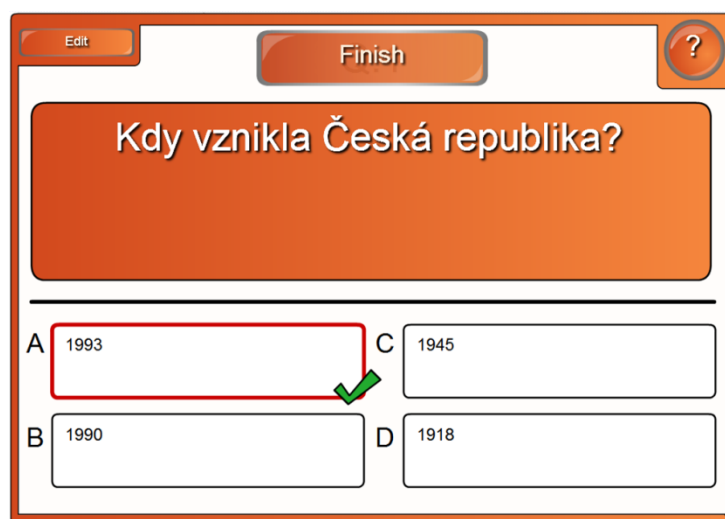 Edit
Finish
?
Kdy vznikla Česká republika?
A 1993
C 1945
B 1990
D 1918